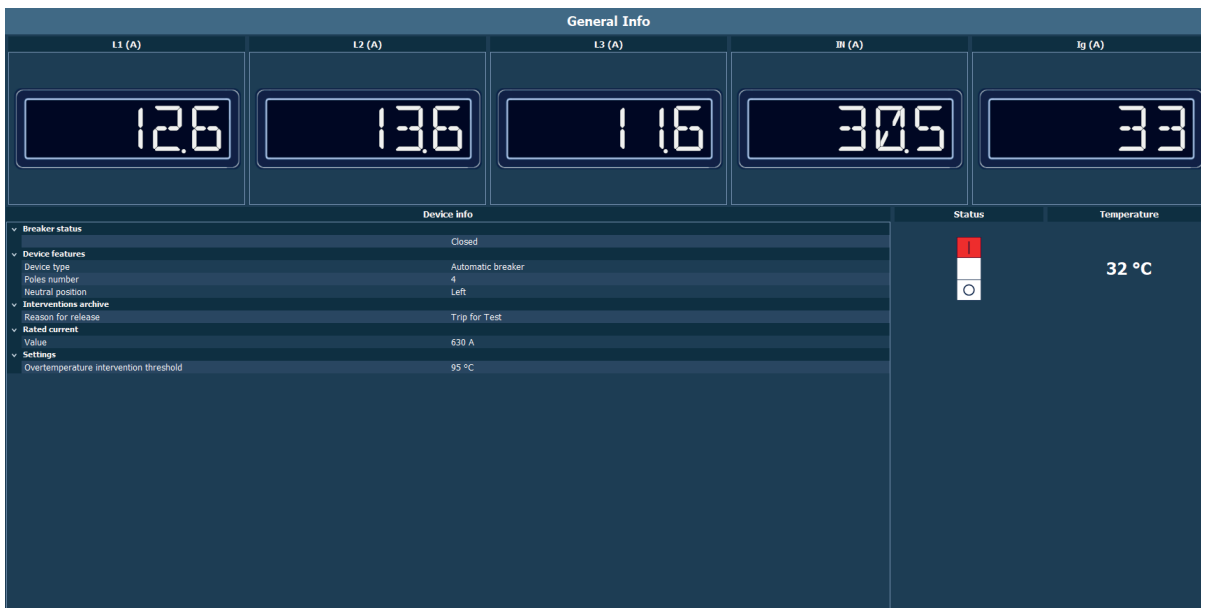 General Info
L1 (A) L2 (A) L3 (A) IN (A) Ig (A)
12.6 13.6 11.6 30.5 33
Device info Status Temperature
Breaker status
Closed
Device features
Device type Automatic breaker
Poles number 4
Neutral position Left
Interventions archive
Reason for release Trip for Test
Rated current
Value 630 A
Settings
Overtemperature intervention threshold 95 °C
I
O
32 °C